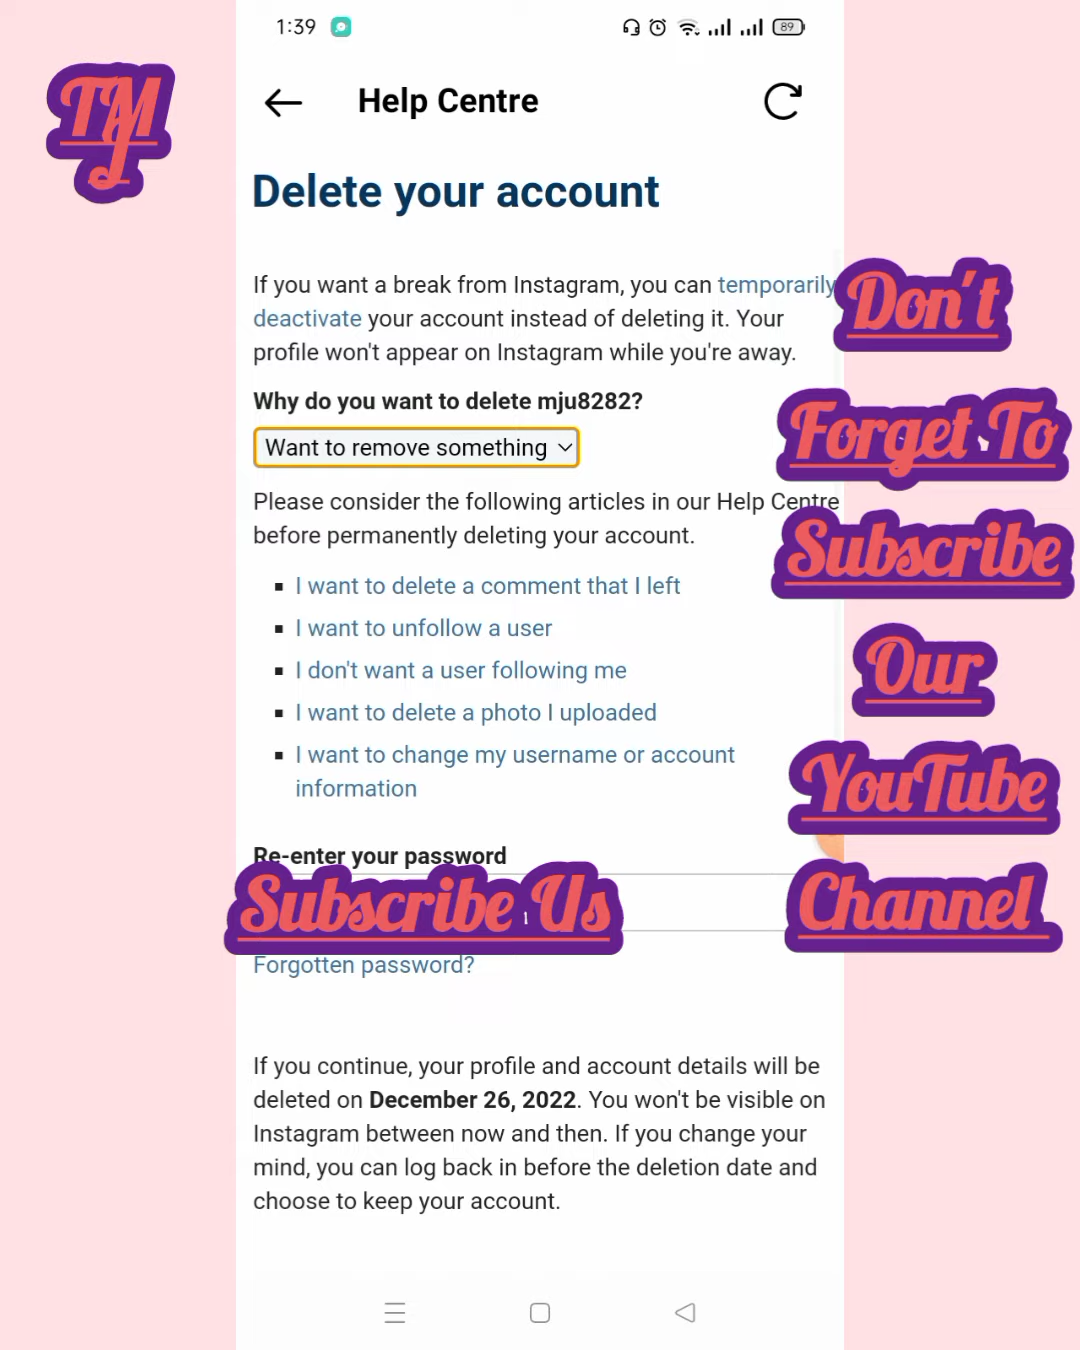 1:39
89
TMJ
Help Centre
Delete your account
If you want a break from Instagram, you can temporarily
deactivate your account instead of deleting it. Your
profile won't appear on Instagram while you're away.
Why do you want to delete mju8282?
Want to remove something
Please consider the following articles in our Help Centre
before permanently deleting your account.
I want to delete a comment that I left
I want to unfollow a user
I don't want a user following me
I want to delete a photo I uploaded
I want to change my username or account
information
Re-enter your password
Subscribe Us
Forgotten password?
If you continue, your profile and account details will be
deleted on December 26, 2022. You won't be visible on
Instagram between now and then. If you change your
mind, you can log back in before the deletion date and
choose to keep your account.
Don't
Forget To
Subscribe
Our
YouTube
Channel